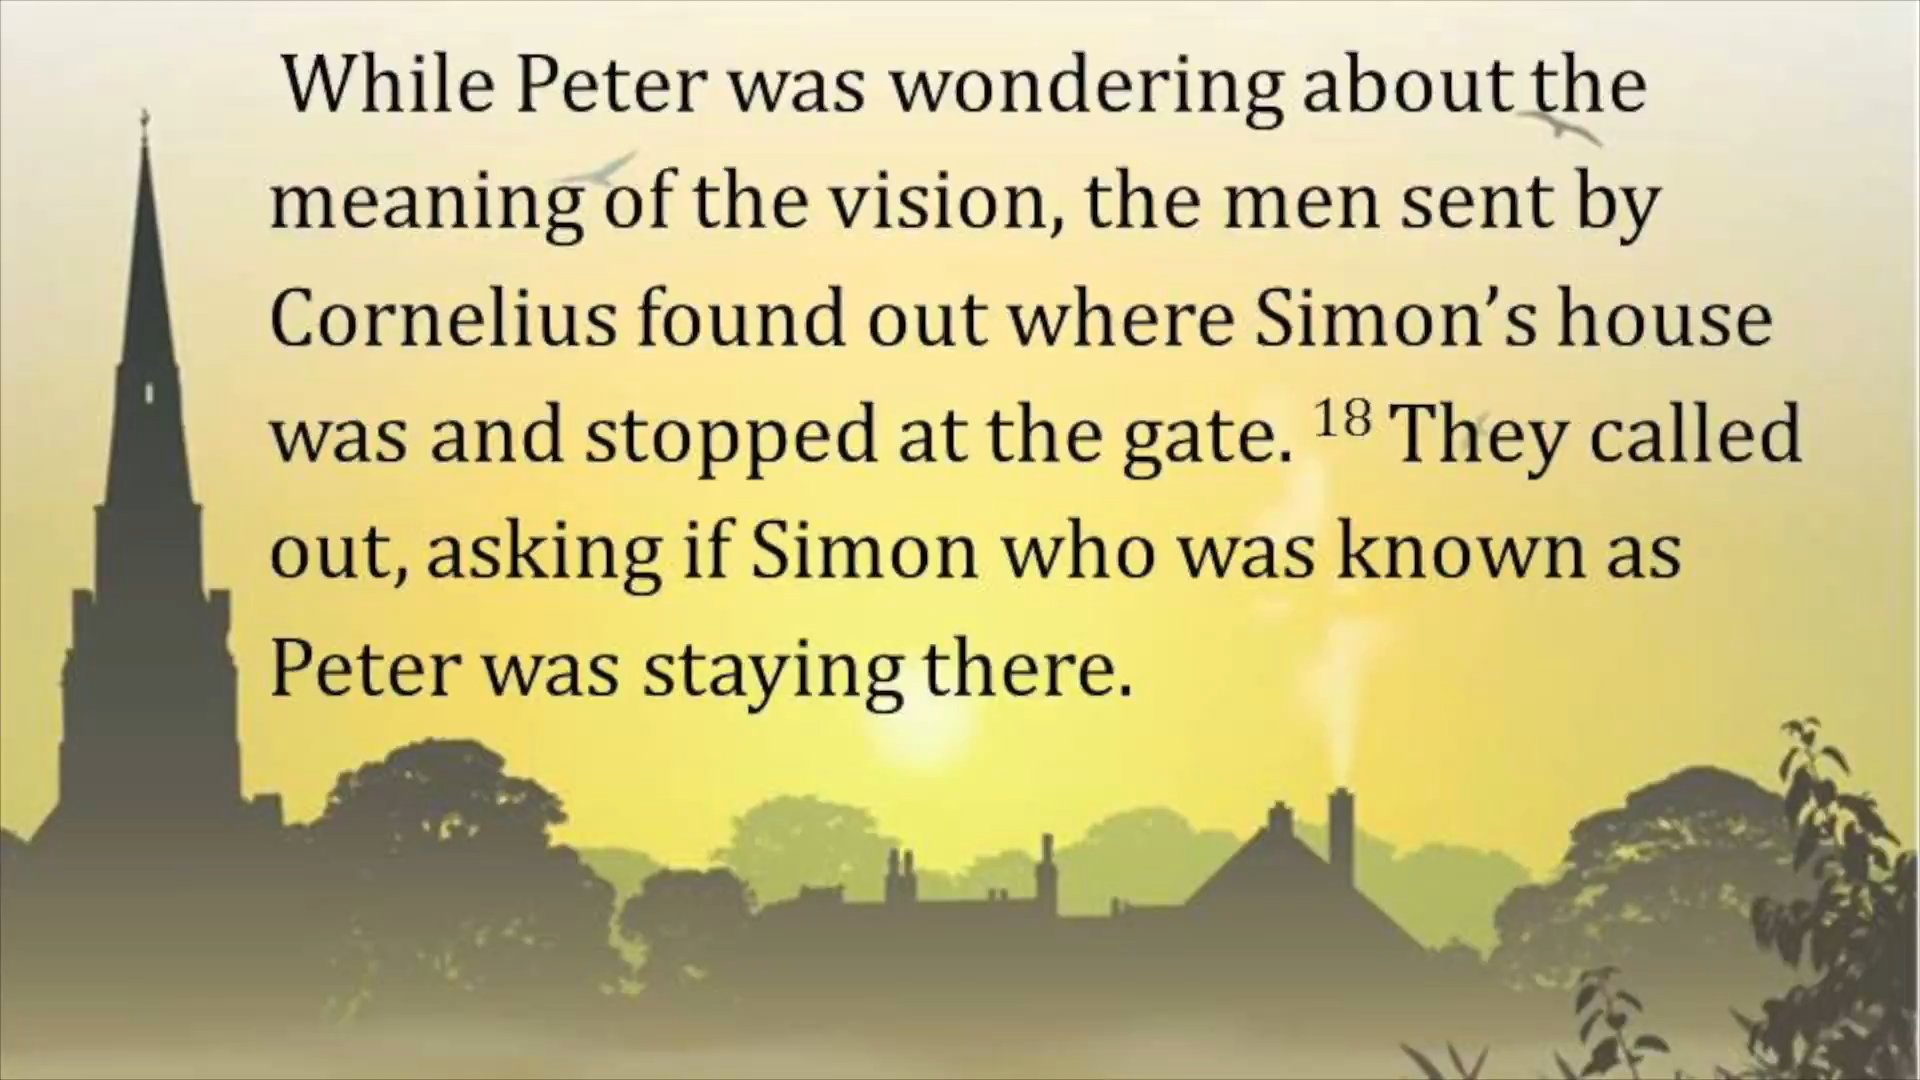 While Peter was wondering about the
meaning of the vision, the men sent by
Cornelius found out where Simon’s house
was and stopped at the gate. 18 They called
out, asking if Simon who was known as
Peter was staying there.